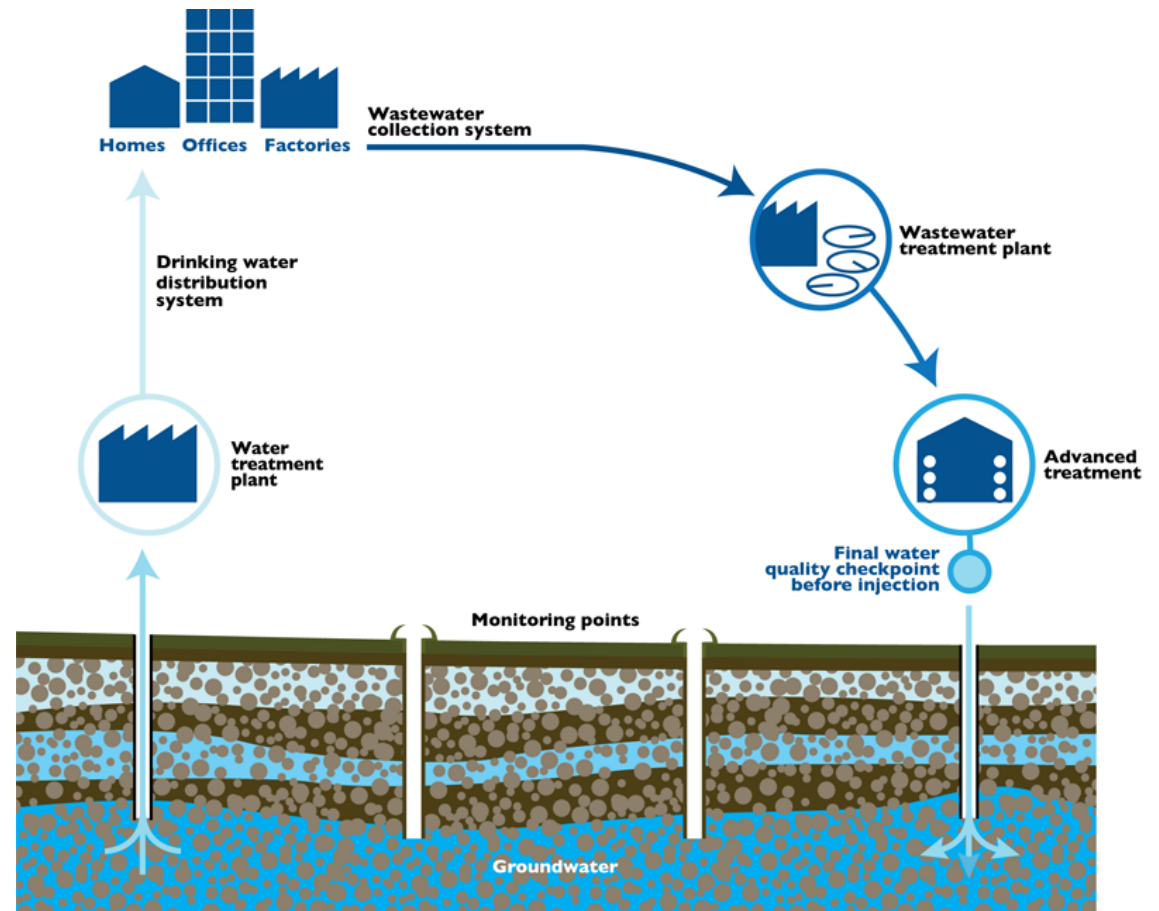 Homes Offices Factories
Wastewater
collection system
Wastewater
treatment plant
Drinking water
distribution
system
Water
treatment
plant
Advanced
treatment
Final water
quality checkpoint
before injection
Monitoring points
Groundwater